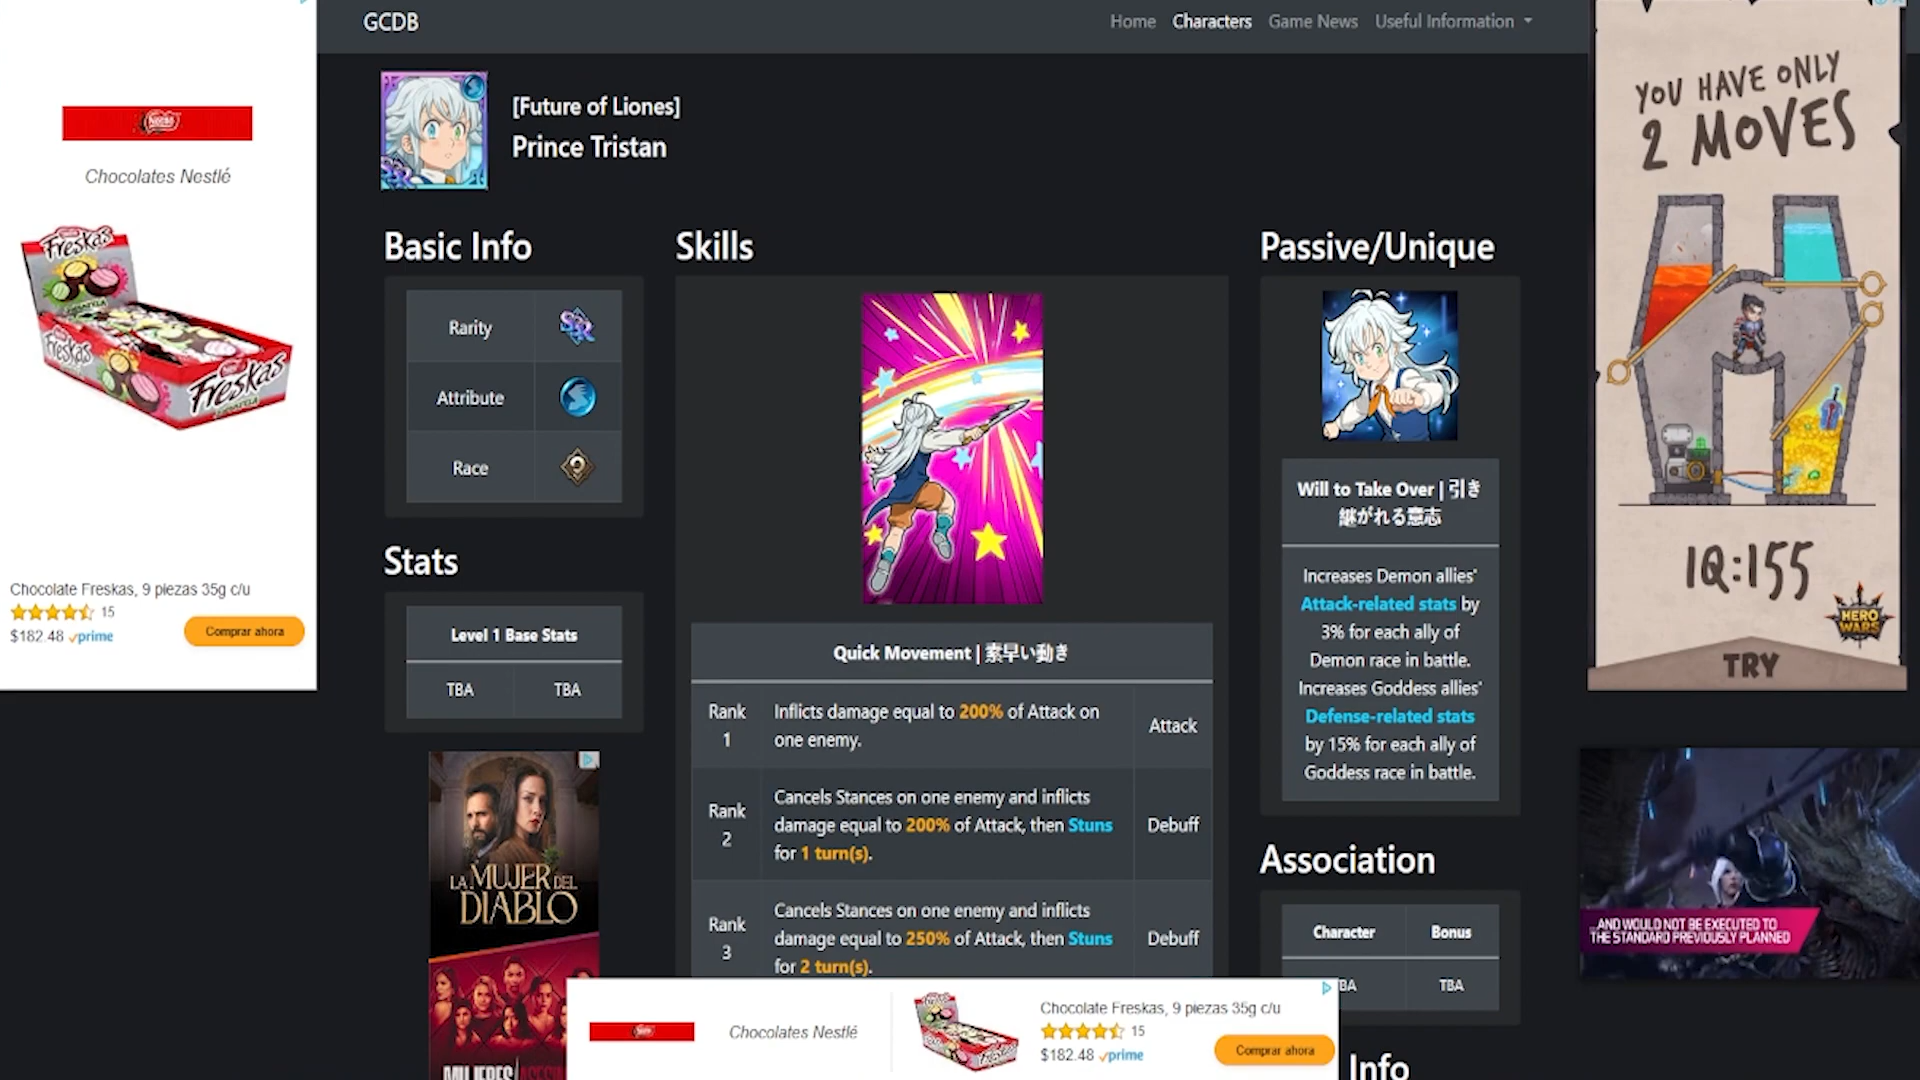 GCDB
Home
Characters
Game News
Useful Information
[Future of Liones]
Prince Tristan
Basic Info
Rarity
SSR
Attribute
Race
Stats
Level 1 Base Stats
TBA
TBA
Skills
Quick Movement | 素早い動き
Rank
1
Inflicts damage equal to 200% of Attack on
one enemy.
Attack
Rank
2
Cancels Stances on one enemy and inflicts
damage equal to 200% of Attack, then Stuns
for 1 turn(s).
Debuff
Rank
3
Cancels Stances on one enemy and inflicts
damage equal to 250% of Attack, then Stuns
for 2 turn(s).
Debuff
Passive/Unique
Will to Take Over | 引き
継がれる意志
Increases Demon allies'
Attack-related stats by
3% for each ally of
Demon race in battle.
Increases Goddess allies'
Defense-related stats
by 15% for each ally of
Goddess race in battle.
Association
Character
Bonus
BA
TBA
Info
Nestlé
Chocolates Nestlé
Freskas
Freskas
Freskas
Chocolate Freskas, 9 piezas 35g c/u
15
$182.48 prime
Comprar ahora
LA MUJER DEL
DIABLO
MUJERES ASESIN
Nestlé
Chocolates Nestlé
Chocolate Freskas, 9 piezas 35g c/u
15
$182.48 prime
Comprar ahora
YOU HAVE ONLY
2 MOVES
IQ:155
HERO
WARS
TRY
...AND WOULD NOT BE EXECUTED TO
THE STANDARD PREVIOUSLY PLANNED